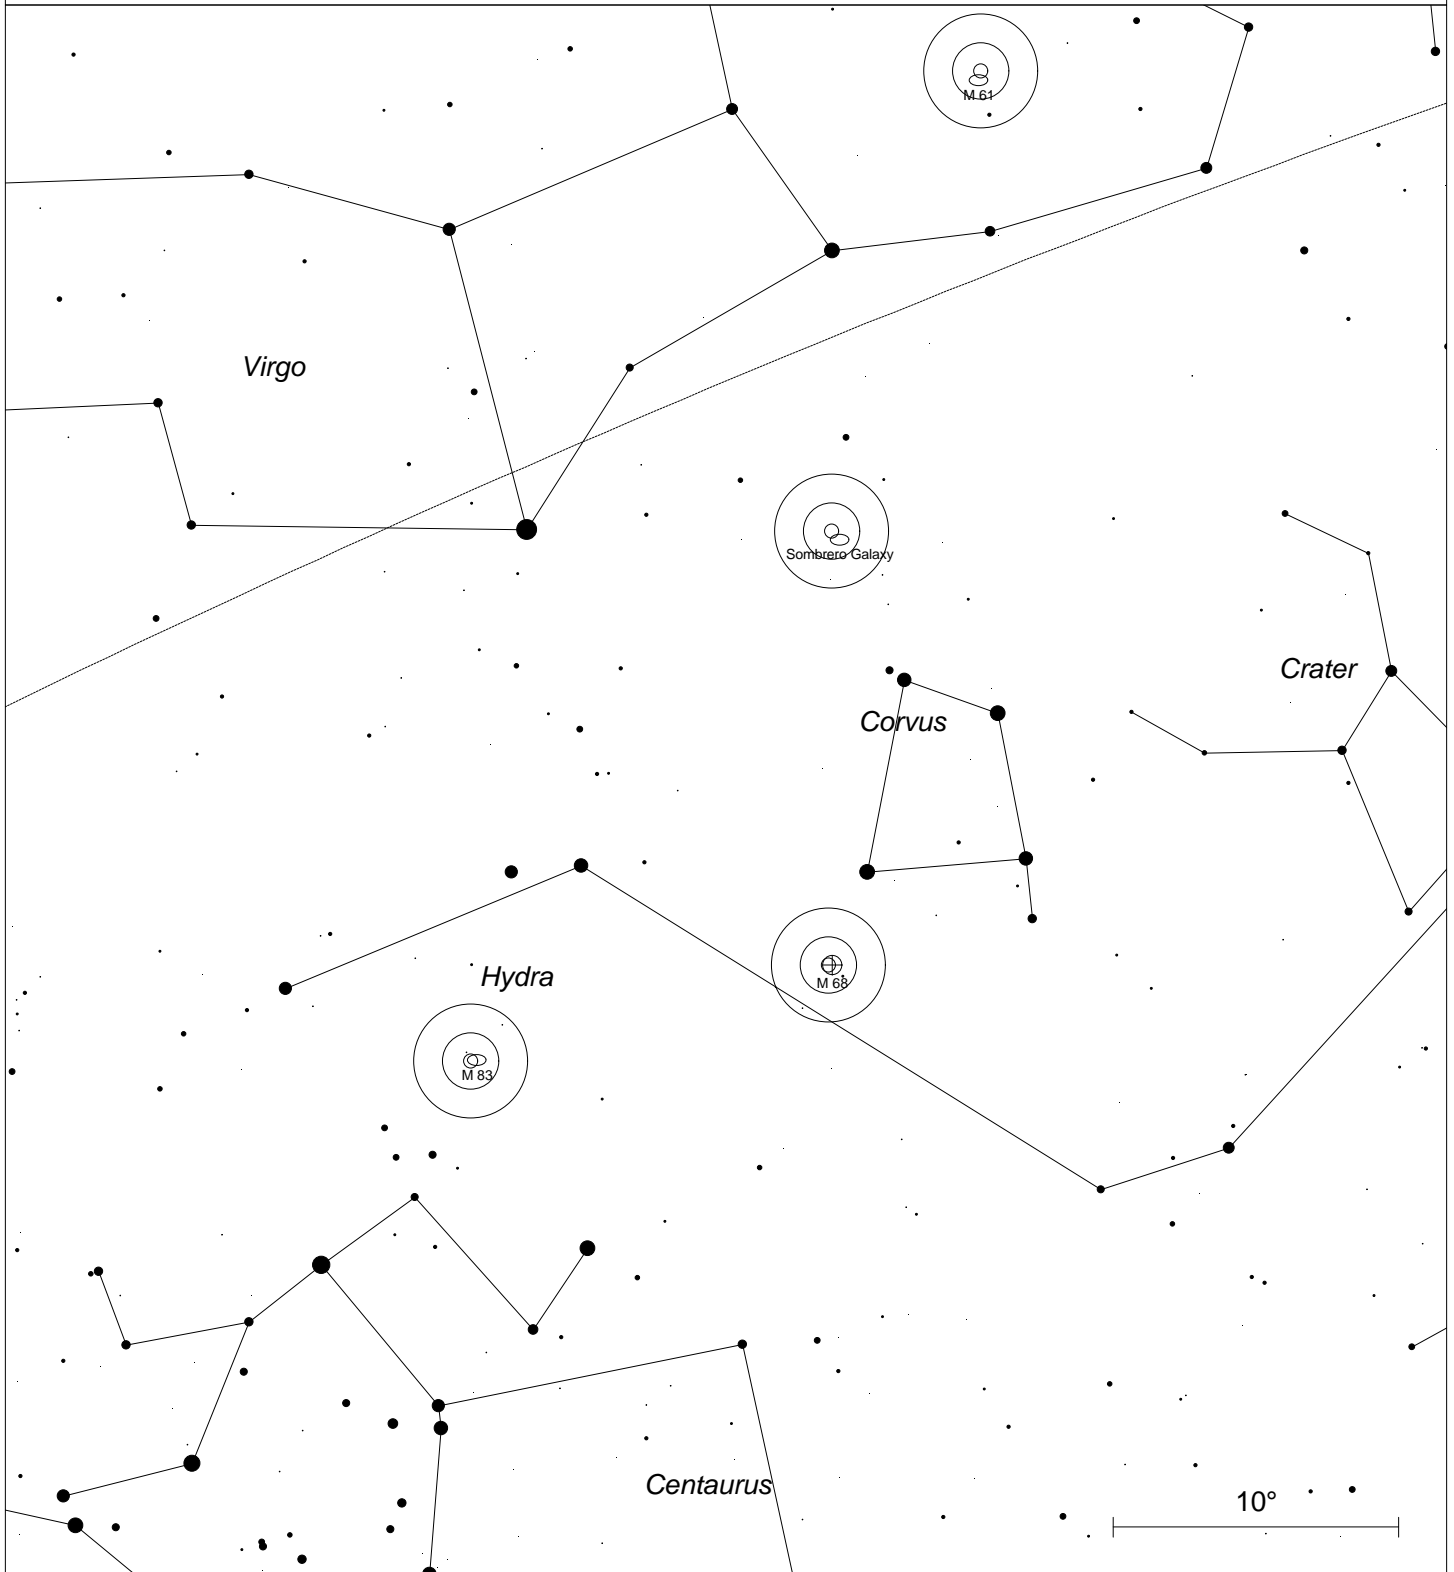 M 61
Virgo
Sombrero Galaxy
Crater
Corvus
Hydra
M 68
M 83
Centaurus
10°